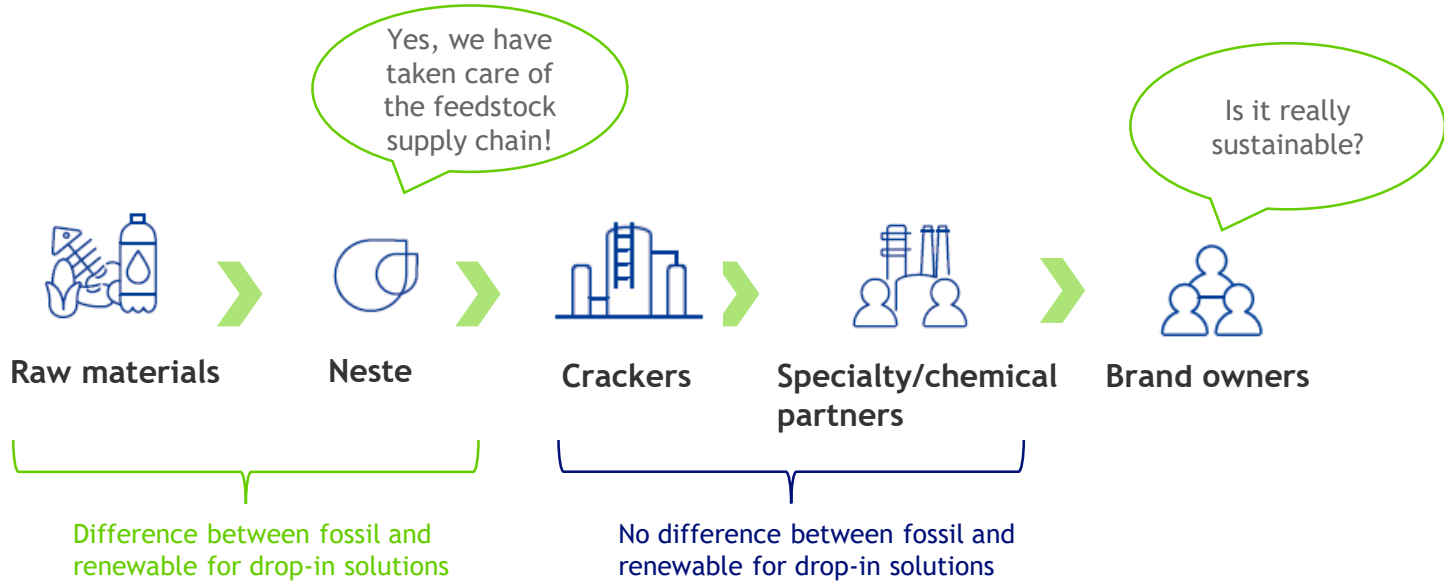 Yes, we have
taken care of
the feedstock
supply chain!
Is it really
sustainable?
Raw materials
Neste
Crackers
Specialty/chemical
partners
Brand owners
Difference between fossil and
renewable for drop-in solutions
No difference between fossil and
renewable for drop-in solutions